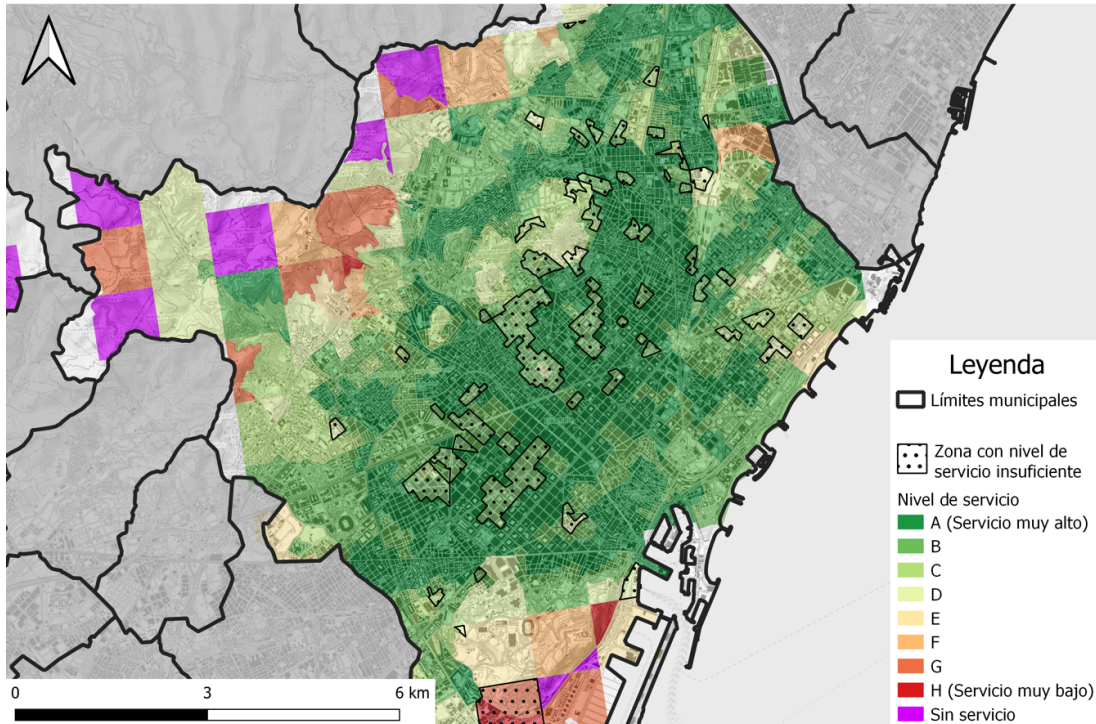 Leyenda
Límites municipales
Zona con nivel de
servicio insuficiente
Nivel de servicio
A (Servicio muy alto)
B
C
D
E
F
G
H (Servicio muy bajo)
Sin servicio
0 3 6 km